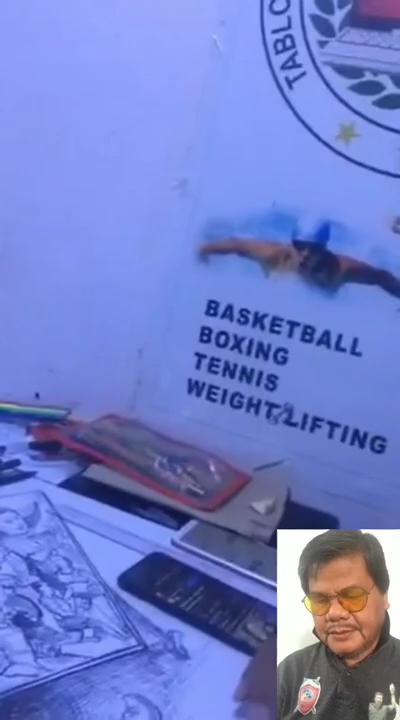 TABLO
BASKETBALL
BOXING
TENNIS
WEIGHTLIFTING